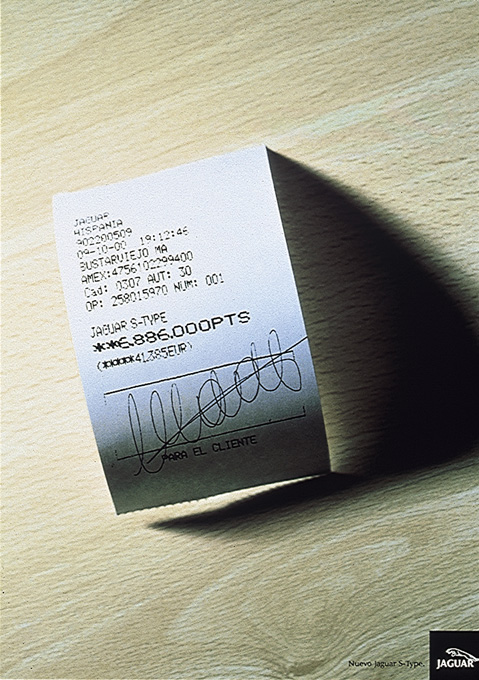 JAGUAR
HISPANIA
902200509
09-10-00 19:12:46
BUSTARVIEJO MA
AMEX:4756102299400
Cad: 0307 AUT: 30
OP: 258015970 NUM: 001
JAGUAR S-TYPE
**6.886.000PTS
(*****41.385EUR)
PARA EL CLIENTE
Nuevo Jaguar S-Type.
JAGUAR